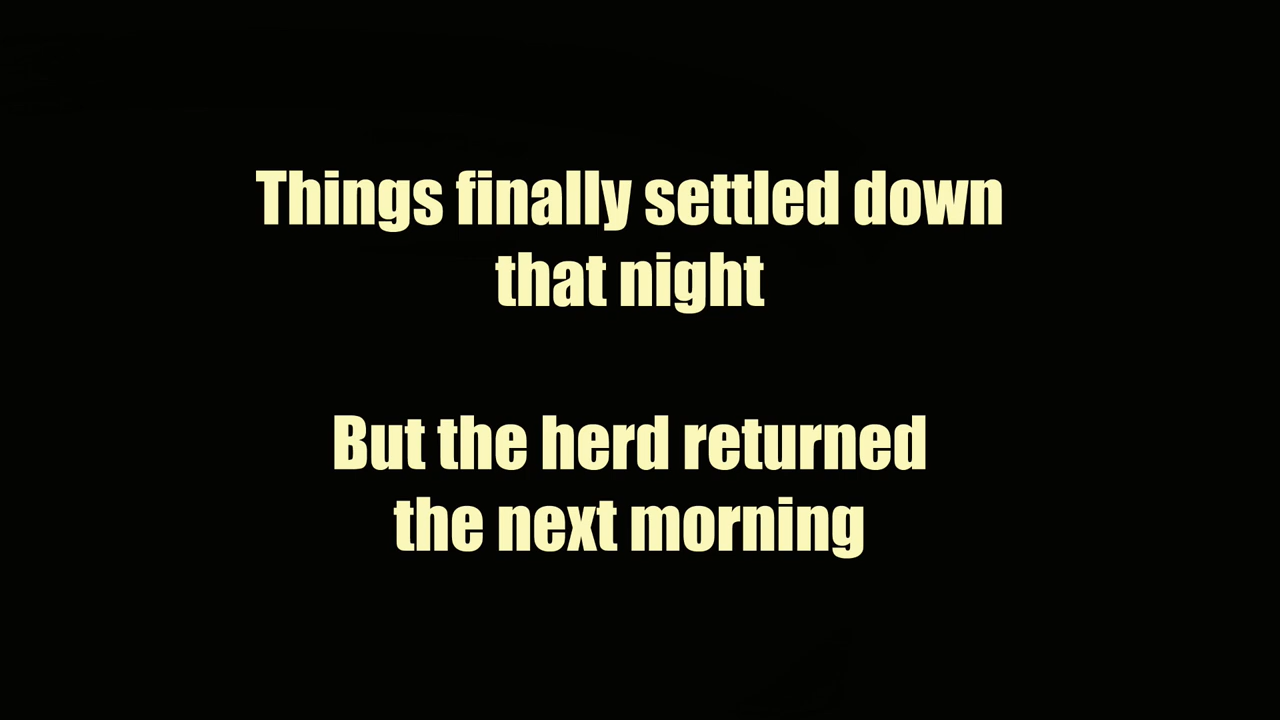 Things finally settled down
that night
But the herd returned
the next morning